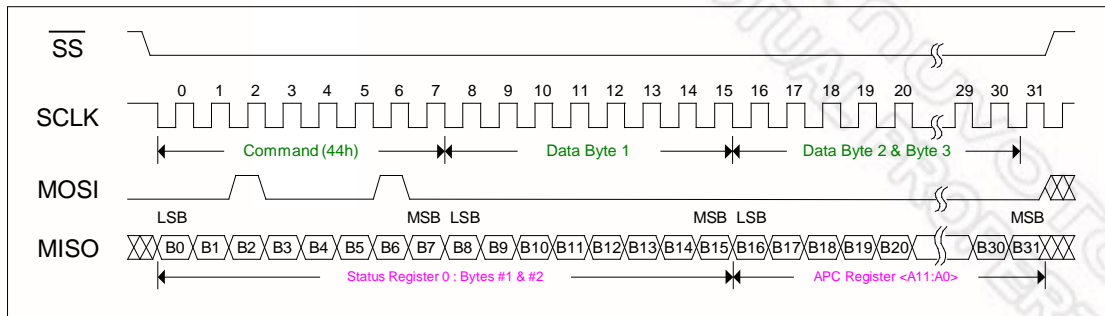 SS
0 1 2 3 4 5 6 7 8 9 10 11 12 13 14 15 16 17 18 19 20 29 30 31
SCLK
Command (44h) Data Byte 1 Data Byte 2 & Byte 3
MOSI
LSB MSB LSB MSB LSB MSB
MISO B0 B1 B2 B3 B4 B5 B6 B7 B8 B9 B10 B11 B12 B13 B14 B15 B16 B17 B18 B19 B20 B30 B31
Status Register 0 : Bytes #1 & #2 APC Register <A11:A0>